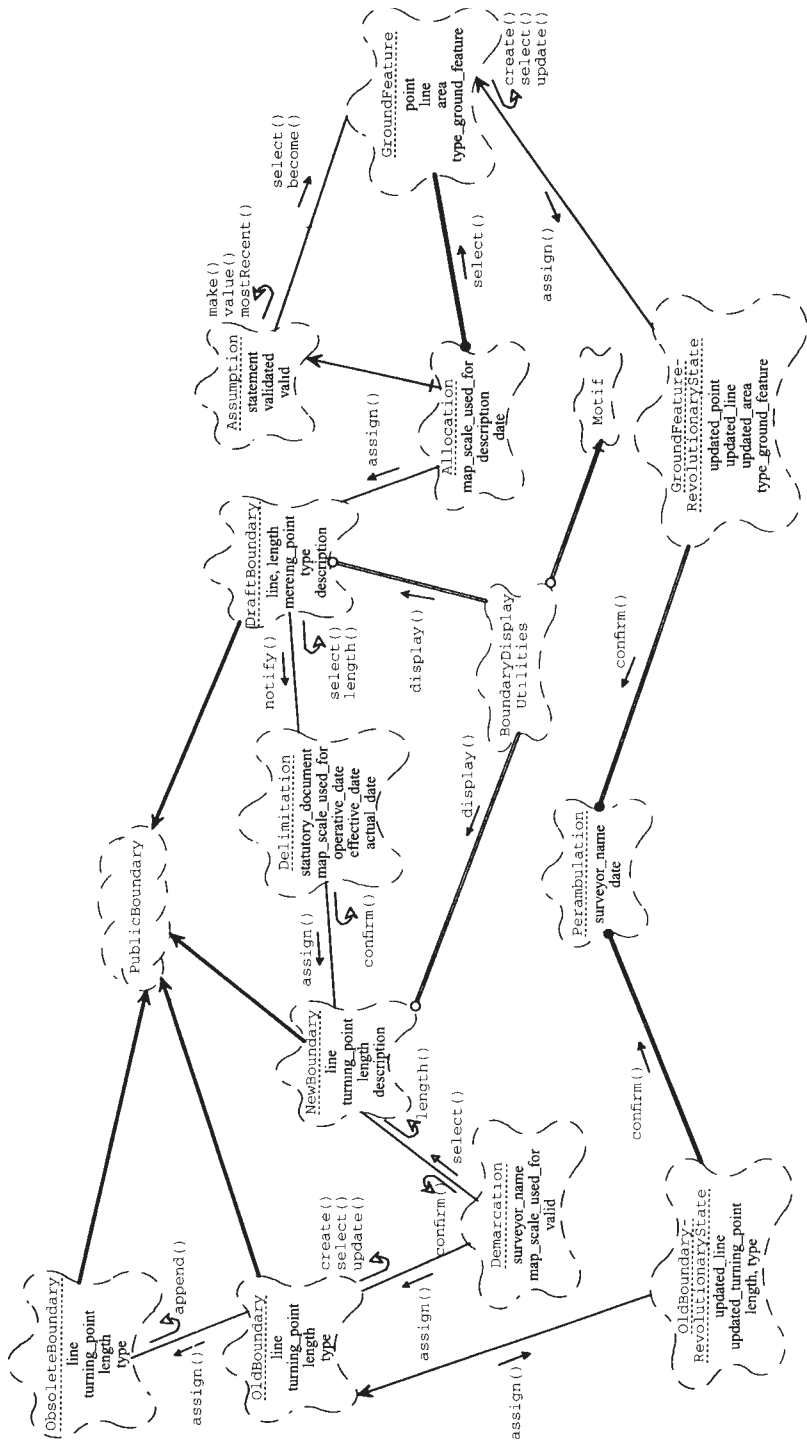 ObsoleteBoundary
line
turning_point
length
type
append()
assign()
OldBoundary
line
turning_point
length
type
create()
select()
update()
assign()
assign()
OldBoundary-
RevolutionaryState
updated_line
updated_turning_point
length, type
confirm()
PublicBoundary
NewBoundary
line
turning_point
length
description
length()
select()
confirm()
Demarcation
surveyor_name
map_scale_used_for
valid
assign()
confirm()
Delimitation
statutory_document
map_scale_used_for
operative_date
effective_date
actual_date
notify()
select()
length()
DraftBoundary
line, length
mereing_point
type
description
display()
display()
BoundaryDisplay
Utilities
Motif
Perambulation
surveyor_name
date
confirm()
assign()
Assumption
statement
validated
valid
make()
value()
mostRecent()
select()
become()
Allocation
map_scale_used_for
description
date
select()
GroundFeature
point
line
area
type_ground_feature
create()
select()
update()
assign()
GroundFeature-
RevolutionaryState
updated_point
updated_line
updated_area
type_ground_feature